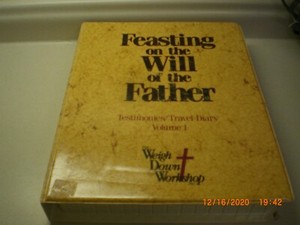 Feasting
on the
Will
of the
Father
Testimonies/Travel Diary
Volume 1
Weigh
Down
Workshop
12/16/2020 19:42